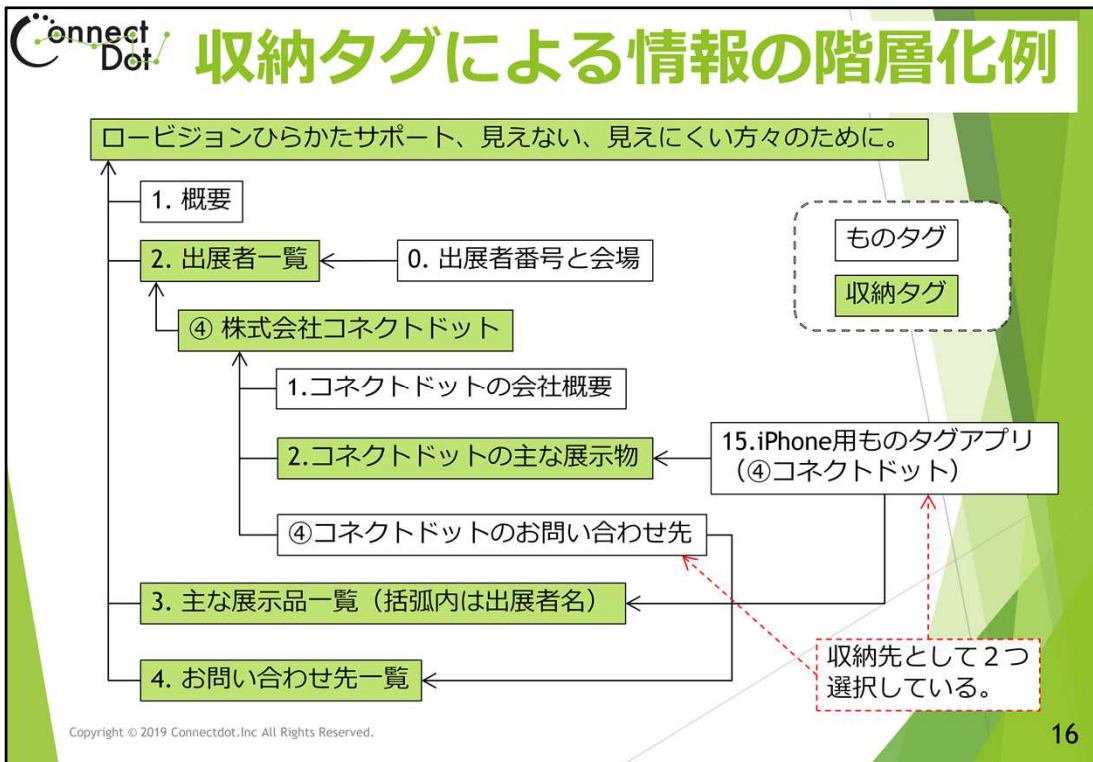 Connect
Dot
収納タグによる情報の階層化例
ロービジョンひらかたサポート、見えない、見えにくい方々のために。
1. 概要
2. 出展者一覧
0. 出展者番号と会場
ものタグ
収納タグ
④ 株式会社コネクトドット
1.コネクトドットの会社概要
2.コネクトドットの主な展示物
15.iPhone用ものタグアプリ
（④コネクトドット）
④コネクトドットのお問い合わせ先
3. 主な展示品一覧（括弧内は出展者名）
4. お問い合わせ先一覧
収納先として２つ
選択している。
Copyright © 2019 Connectdot.Inc All Rights Reserved.
16